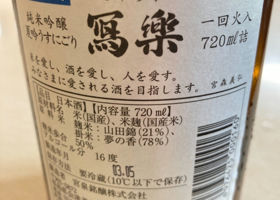 純米吟醸
夏吟うすにごり
寫樂
一回火入
720㎖詰
米を愛し、酒を愛し、人を愛す。
みなさまに愛される酒を目指します。
宮森義弘
品目 日本酒【内容量 720㎖】
原材料名 米(国産)、米麹(国産米)
麹米:山田錦(21%)、
掛米:夢の香(78%)
精米歩合 50%
アルコール分 16度
製造年月 03.05
要冷蔵(10℃以下で保存)
宮泉銘醸株式会社